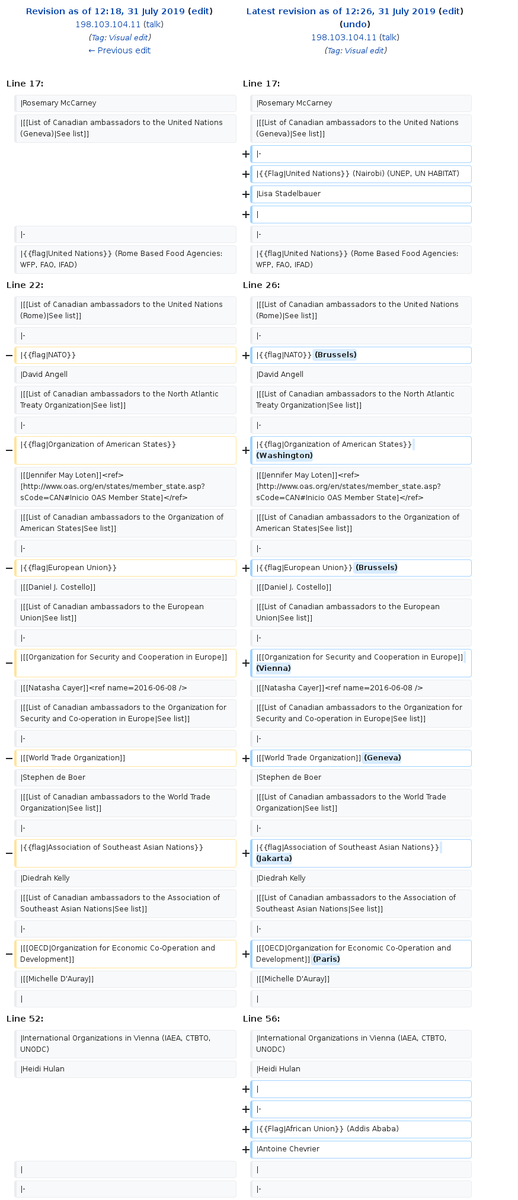 Revision as of 12:18, 31 July 2019 (edit)
198.103.104.11 (talk)
(Tag: Visual edit)
← Previous edit
Latest revision as of 12:26, 31 July 2019 (edit)
(undo)
198.103.104.11 (talk)
(Tag: Visual edit)
Line 17:
Line 17:
|Rosemary McCarney
|Rosemary McCarney
|[[List of Canadian ambassadors to the United Nations
(Geneva)|See list]]
|[[List of Canadian ambassadors to the United Nations
(Geneva)|See list]]
+ |-
+ |{{Flag|United Nations}} (Nairobi) (UNEP, UN HABITAT)
+ |Lisa Stadelbauer
+ |
|-
|-
|{{flag|United Nations}} (Rome Based Food Agencies:
WFP, FAO, IFAD)
|{{flag|United Nations}} (Rome Based Food Agencies:
WFP, FAO, IFAD)
Line 22:
Line 26:
|[[List of Canadian ambassadors to the United Nations
(Rome)|See list]]
|[[List of Canadian ambassadors to the United Nations
(Rome)|See list]]
|-
|-
− |{{flag|NATO}}
+ |{{flag|NATO}} (Brussels)
|David Angell
|David Angell
|[[List of Canadian ambassadors to the North Atlantic
Treaty Organization|See list]]
|[[List of Canadian ambassadors to the North Atlantic
Treaty Organization|See list]]
|-
|-
− |{{flag|Organization of American States}}
+ |{{flag|Organization of American States}}
(Washington)
|[[Jennifer May Loten]]<ref>
[http://www.oas.org/en/states/member_state.asp?
sCode=CAN#Inicio OAS Member State]</ref>
|[[Jennifer May Loten]]<ref>
[http://www.oas.org/en/states/member_state.asp?
sCode=CAN#Inicio OAS Member State]</ref>
|[[List of Canadian ambassadors to the Organization of
American States|See list]]
|[[List of Canadian ambassadors to the Organization of
American States|See list]]
|-
|-
− |{{flag|European Union}}
+ |{{flag|European Union}} (Brussels)
|[[Daniel J. Costello]]
|[[Daniel J. Costello]]
|[[List of Canadian ambassadors to the European
Union|See list]]
|[[List of Canadian ambassadors to the European
Union|See list]]
|-
|-
− |[[Organization for Security and Cooperation in Europe]]
+ |[[Organization for Security and Cooperation in Europe]]
(Vienna)
|[[Natasha Cayer]]<ref name=2016-06-08 />
|[[Natasha Cayer]]<ref name=2016-06-08 />
|[[List of Canadian ambassadors to the Organization for
Security and Co-operation in Europe|See list]]
|[[List of Canadian ambassadors to the Organization for
Security and Co-operation in Europe|See list]]
|-
|-
− |[[World Trade Organization]]
+ |[[World Trade Organization]] (Geneva)
|Stephen de Boer
|Stephen de Boer
|[[List of Canadian ambassadors to the World Trade
Organization|See list]]
|[[List of Canadian ambassadors to the World Trade
Organization|See list]]
|-
|-
− |{{flag|Association of Southeast Asian Nations}}
+ |{{flag|Association of Southeast Asian Nations}}
(Jakarta)
|Diedrah Kelly
|Diedrah Kelly
|[[List of Canadian ambassadors to the Association of
Southeast Asian Nations|See list]]
|[[List of Canadian ambassadors to the Association of
Southeast Asian Nations|See list]]
|-
|-
− |[[OECD|Organization for Economic Co-Operation and
Development]]
+ |[[OECD|Organization for Economic Co-Operation and
Development]] (Paris)
|[[Michelle D'Auray]]
|[[Michelle D'Auray]]
|
|
Line 52:
Line 56:
|International Organizations in Vienna (IAEA, CTBTO,
UNODC)
|International Organizations in Vienna (IAEA, CTBTO,
UNODC)
|Heidi Hulan
|Heidi Hulan
+ |
+ |-
+ |{{Flag|African Union}} (Addis Ababa)
+ |Antoine Chevrier
|
|
|-
|-